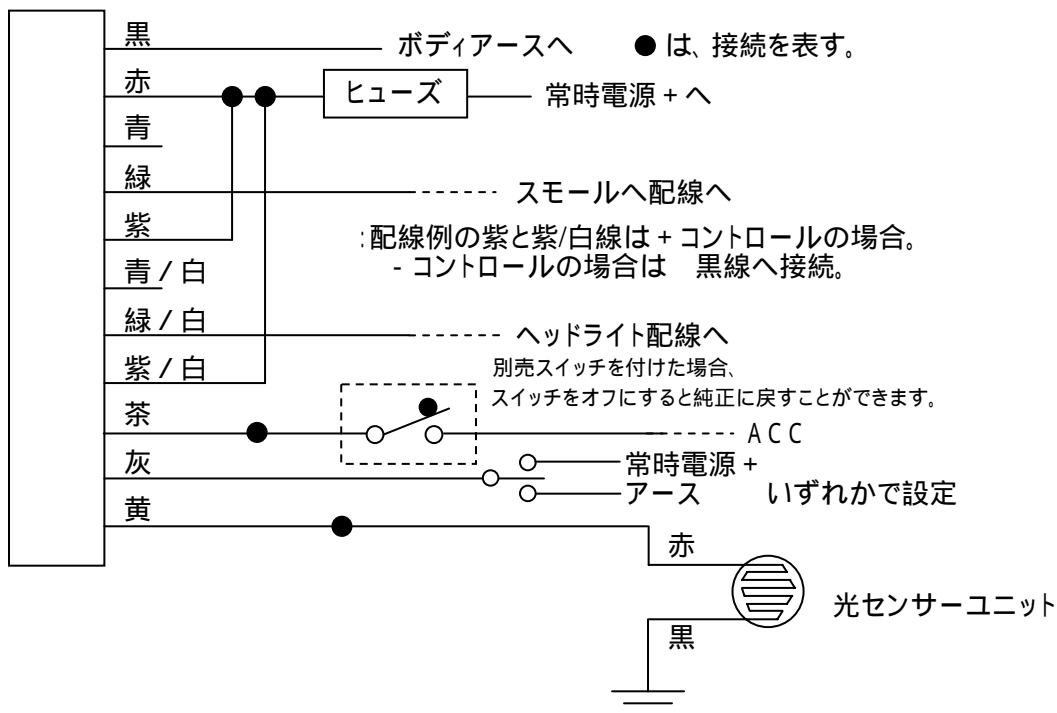 黒
ボディアースへ ●は、接続を表す。
赤
ヒューズ 常時電源+へ
青
緑
スモールへ配線へ
紫
:配線例の紫と紫/白線は+コントロールの場合。
-コントロールの場合は 黒線へ接続。
青/白
緑/白
ヘッドライト配線へ
紫/白
別売スイッチを付けた場合、
スイッチをオフにすると純正に戻すことができます。
茶
ACC
灰
常時電源+
アース いずれかで設定
黄
赤
光センサーユニット
黒